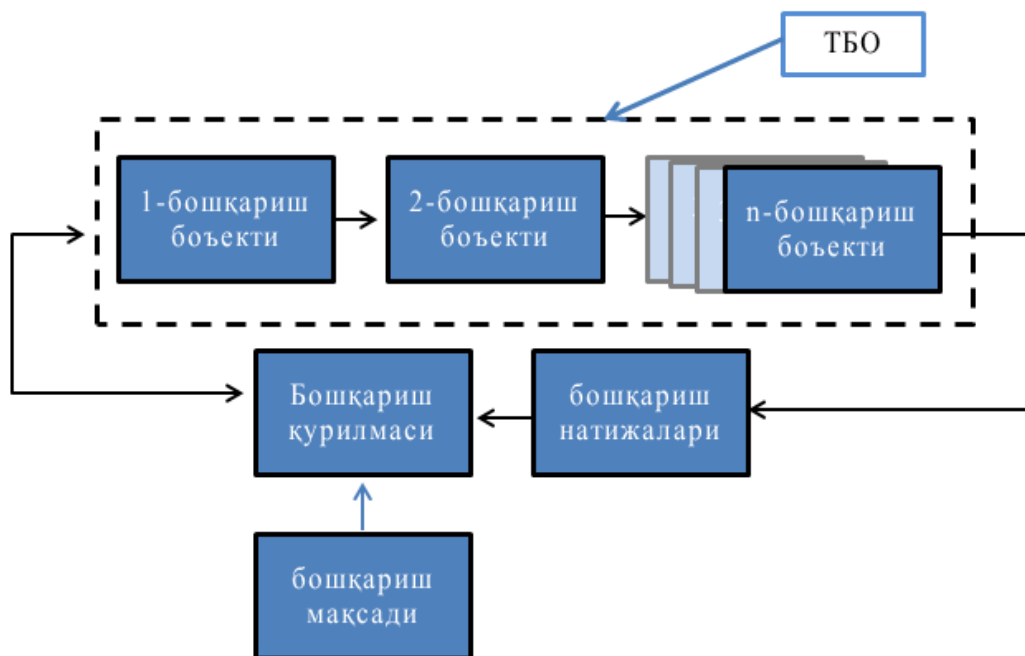 ТБО
1-бошқариш
боъекти
2-бошқариш
боъекти
n-бошқариш
боъекти
Бошқариш
қурилмаси
бошқариш
натижалари
бошқариш
мақсади